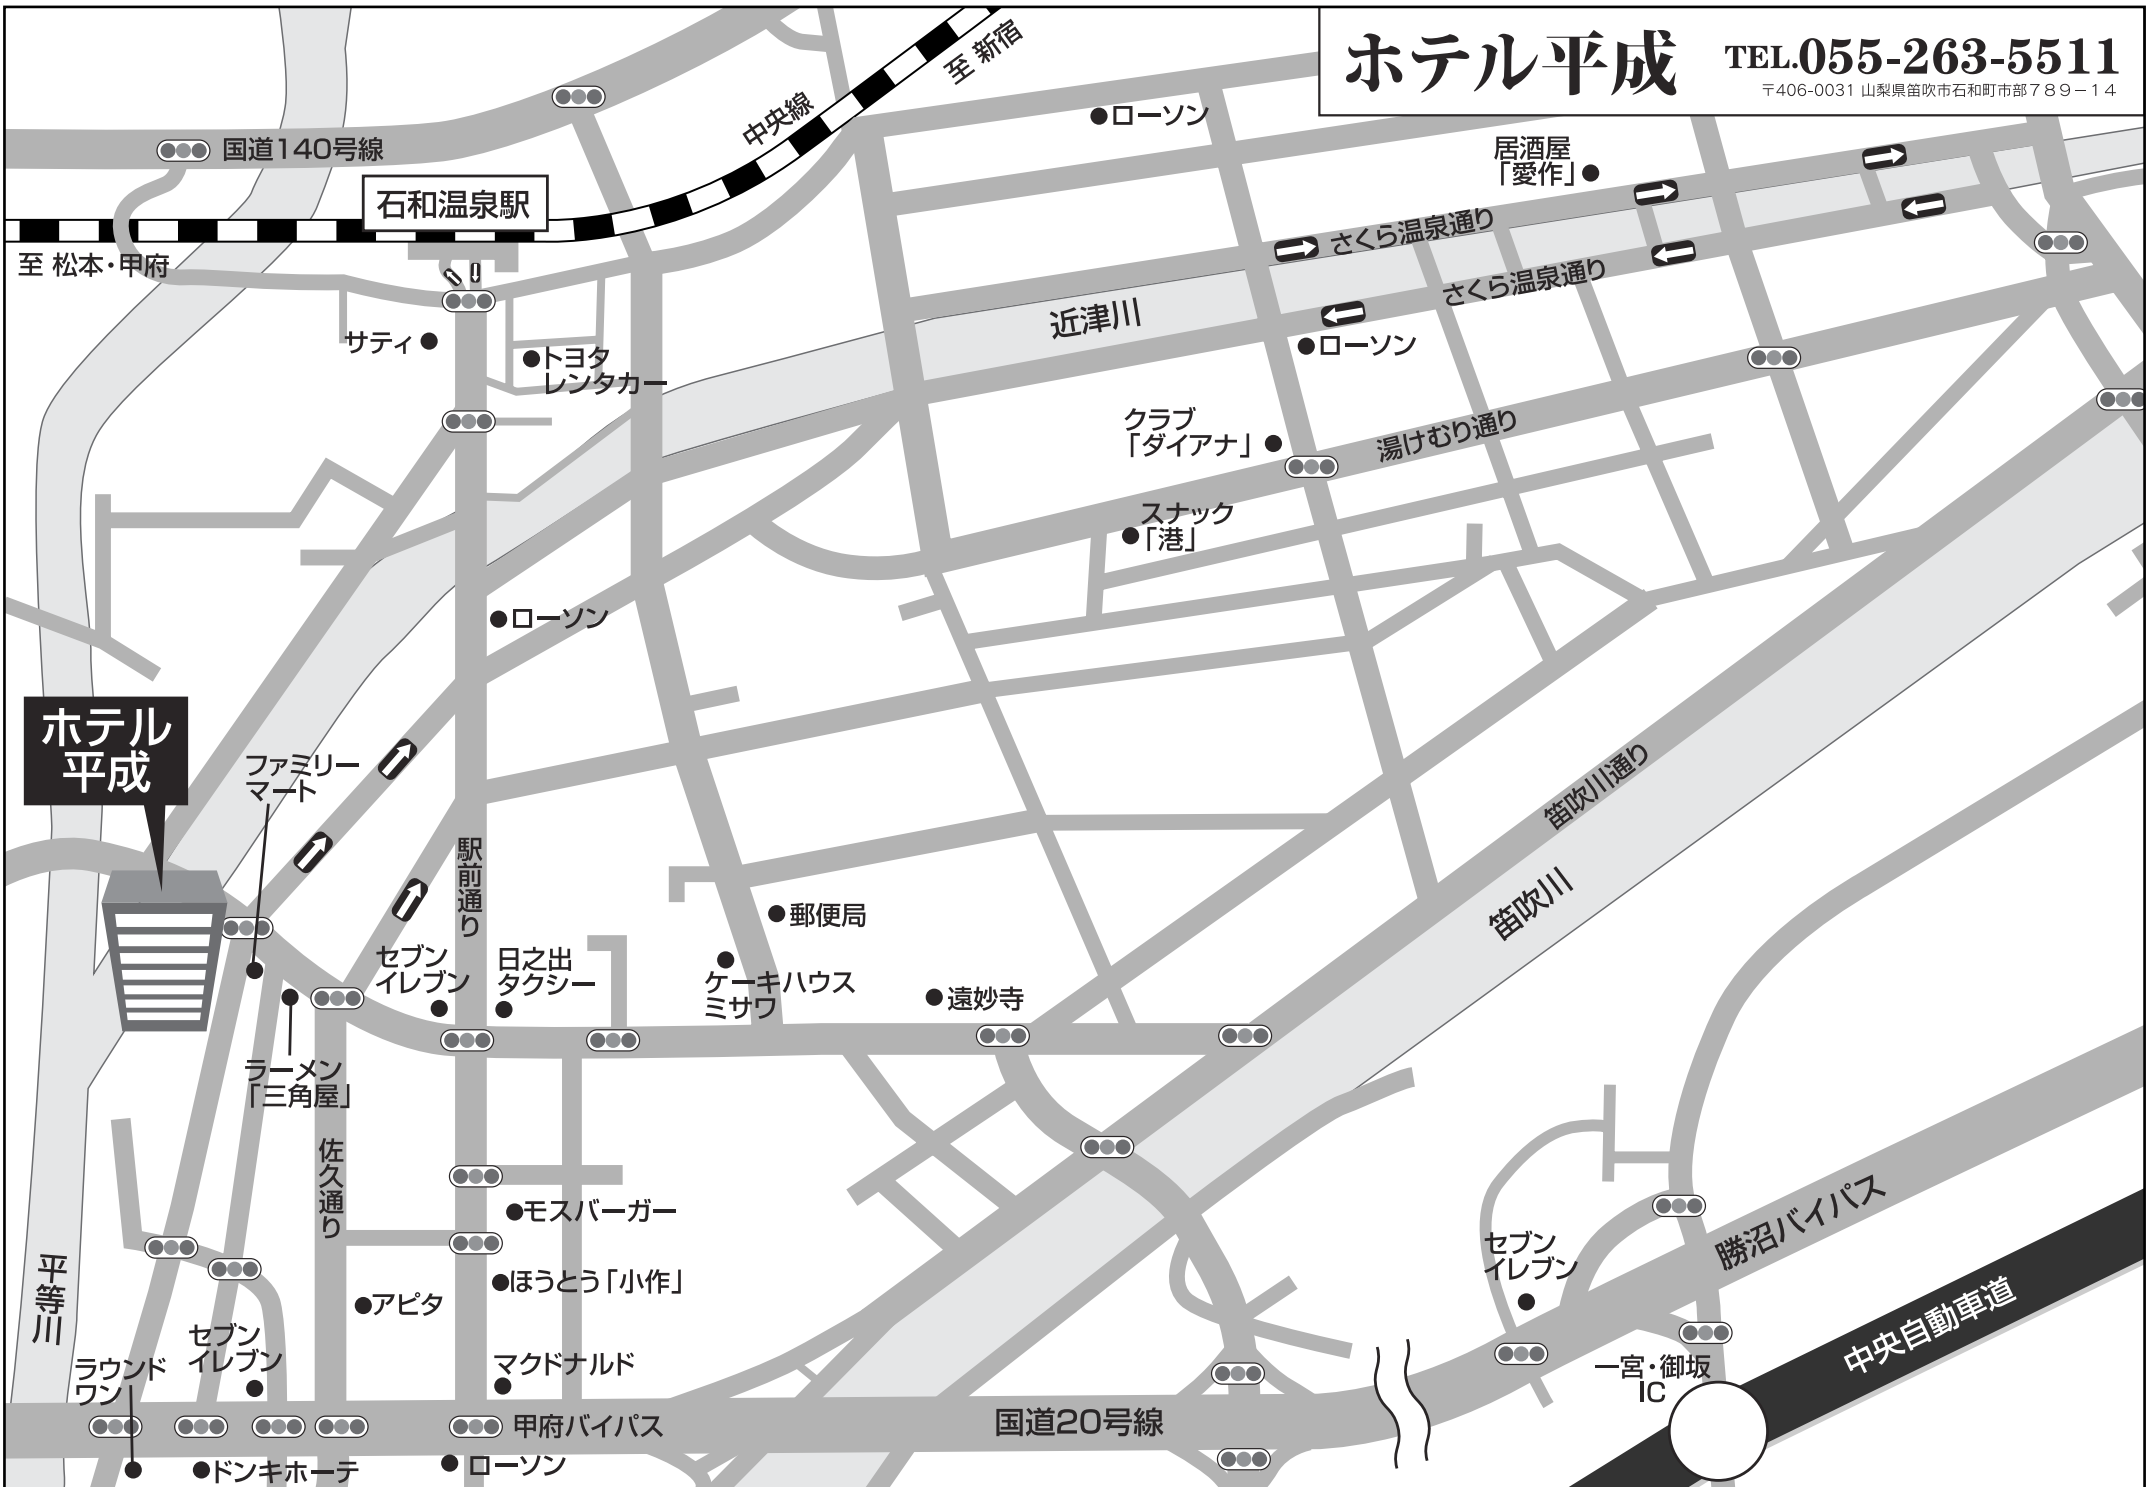 ホテル平成
TEL.055-263-5511
〒406-0031 山梨県笛吹市石和町市部789－14
至 新宿
中央線
ローソン
国道140号線
居酒屋
「愛作」
石和温泉駅
さくら温泉通り
至 松本・甲府
さくら温泉通り
近津川
サティ
トヨタ
レンタカー
ローソン
クラブ
「ダイアナ」
湯けむり通り
スナック
「港」
ローソン
ホテル
平成
ファミリー
マート
笛吹川通り
駅前通り
笛吹川
郵便局
セブン
イレブン
日之出
タクシー
ケーキハウス
ミサワ
遠妙寺
ラーメン
「三角屋」
佐久通り
モスバーガー
勝沼バイパス
セブン
イレブン
平等川
ほうとう「小作」
アピタ
中央自動車道
セブン
イレブン
マクドナルド
ラウンド
ワン
一宮・御坂
IC
甲府バイパス
国道20号線
ドンキホーテ
ローソン